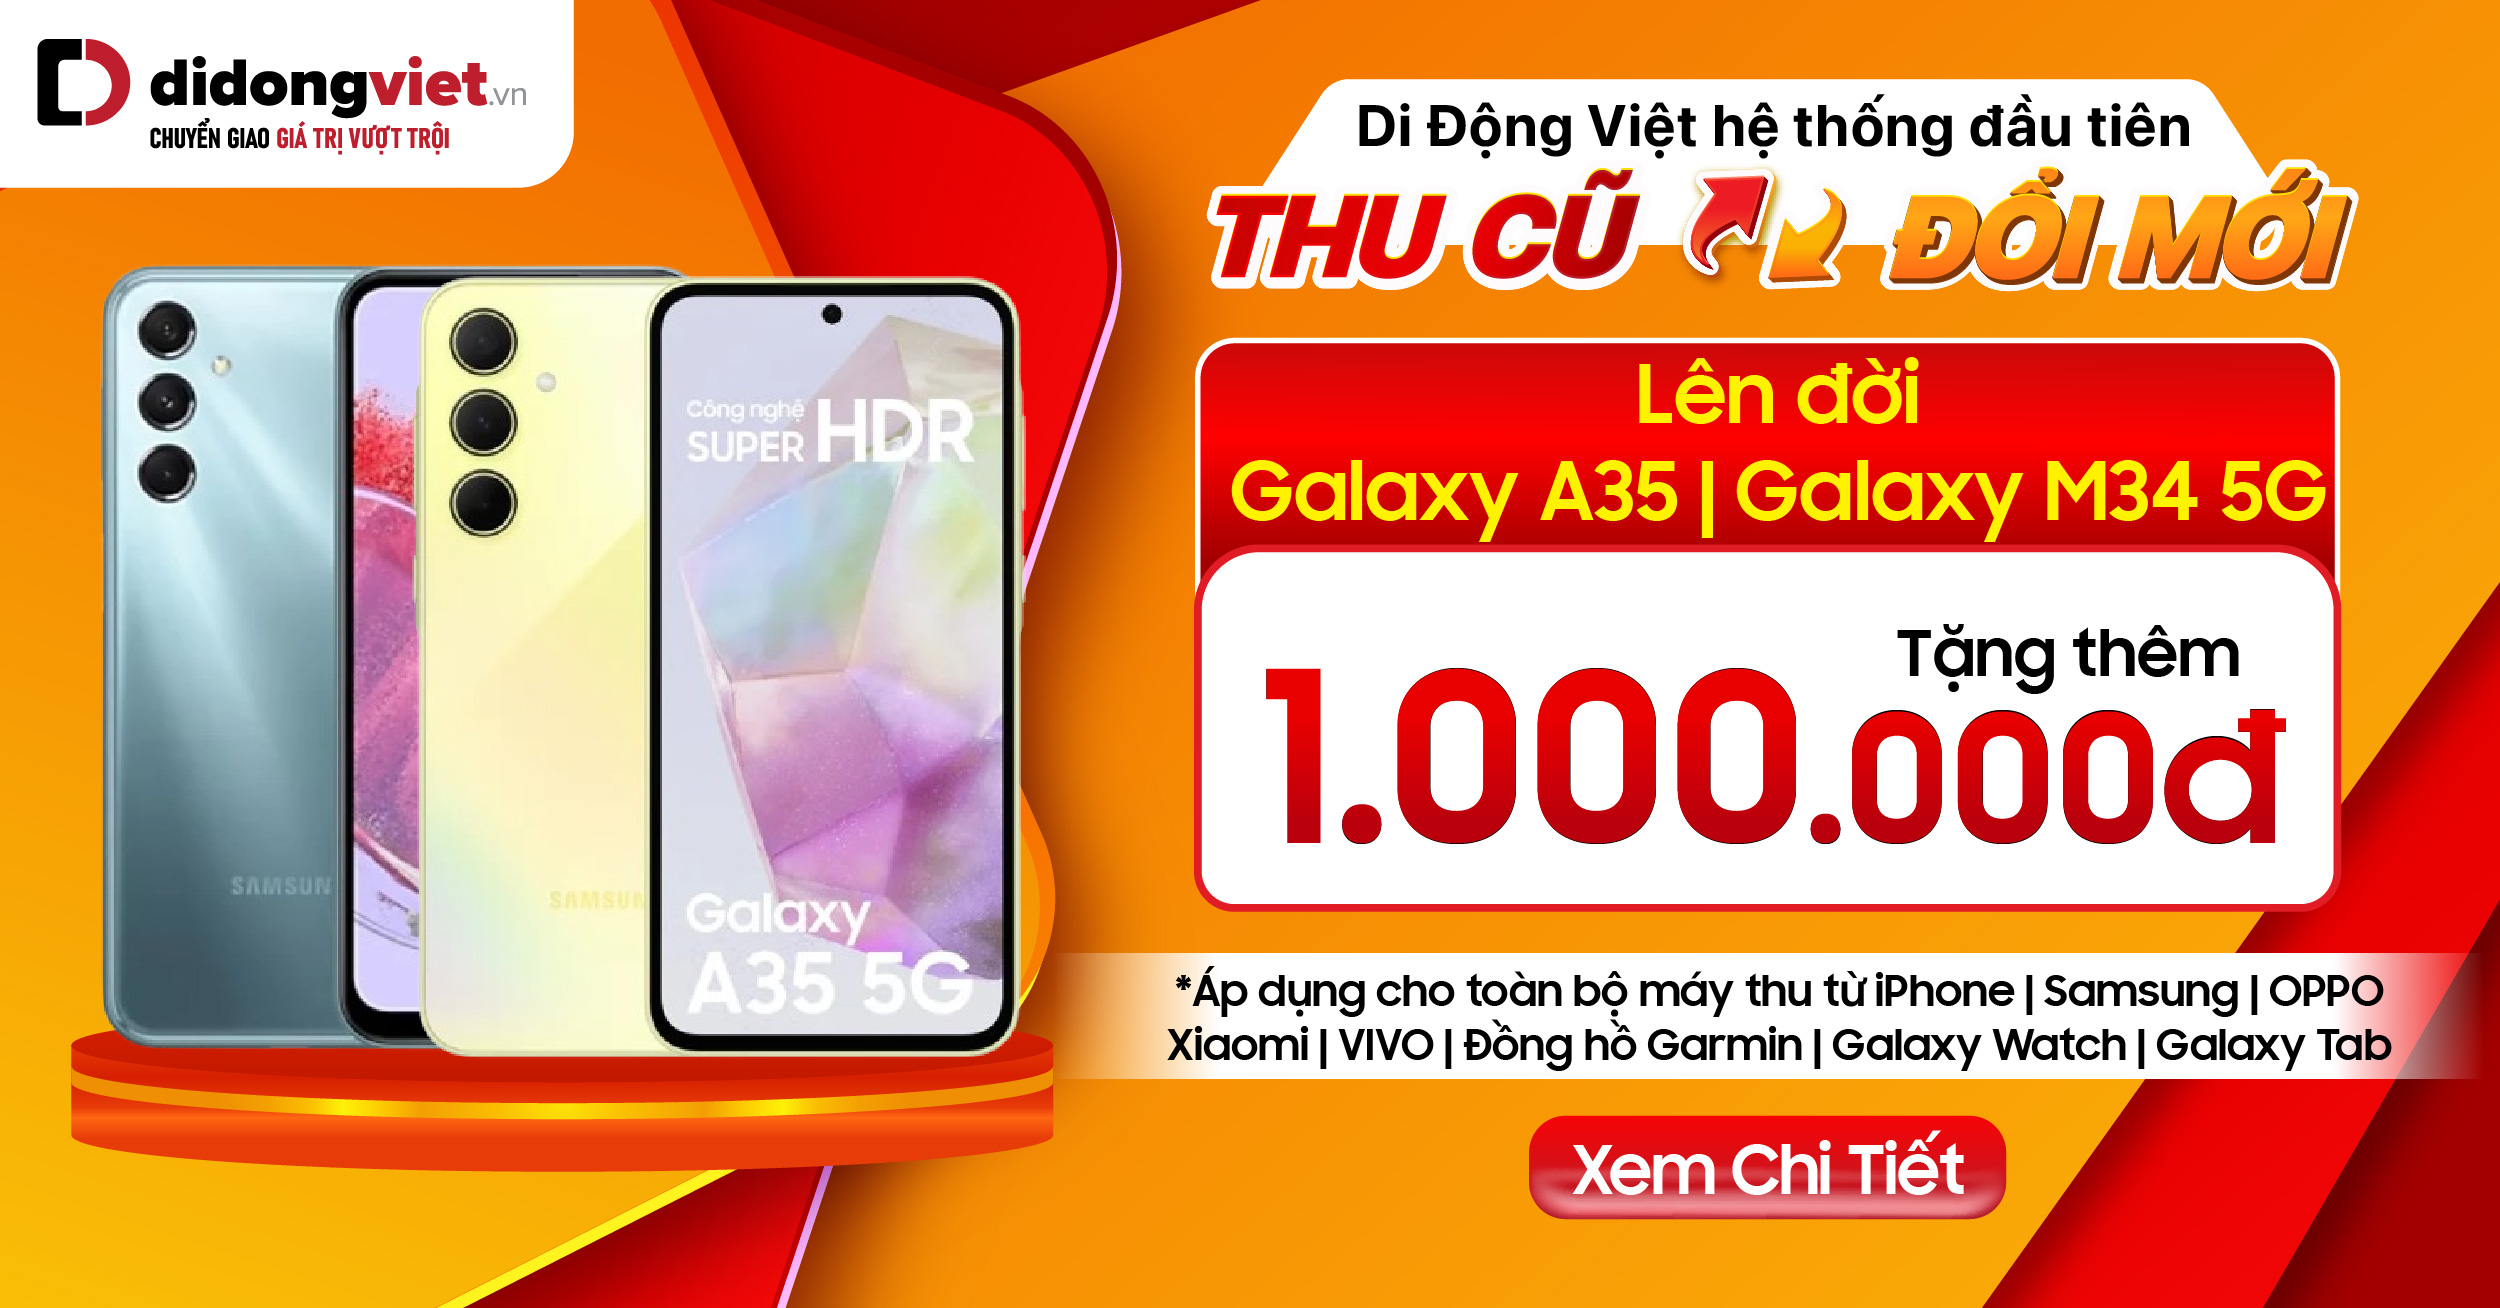 didongviet.vn
CHUYỂN GIAO GIÁ TRỊ VƯỢT TRỘI
Di Động Việt hệ thống đầu tiên
THU CŨ ĐỔI MỚI
Lên đời
Galaxy A35 | Galaxy M34 5G
Tặng thêm
1.000.000đ
*Áp dụng cho toàn bộ máy thu từ iPhone | Samsung | OPPO
Xiaomi | VIVO | Đồng hồ Garmin | Galaxy Watch | Galaxy Tab
Xem Chi Tiết
Công nghệ
SUPER HDR
SAMSUN
SAMSUN
Galaxy
A35 5G